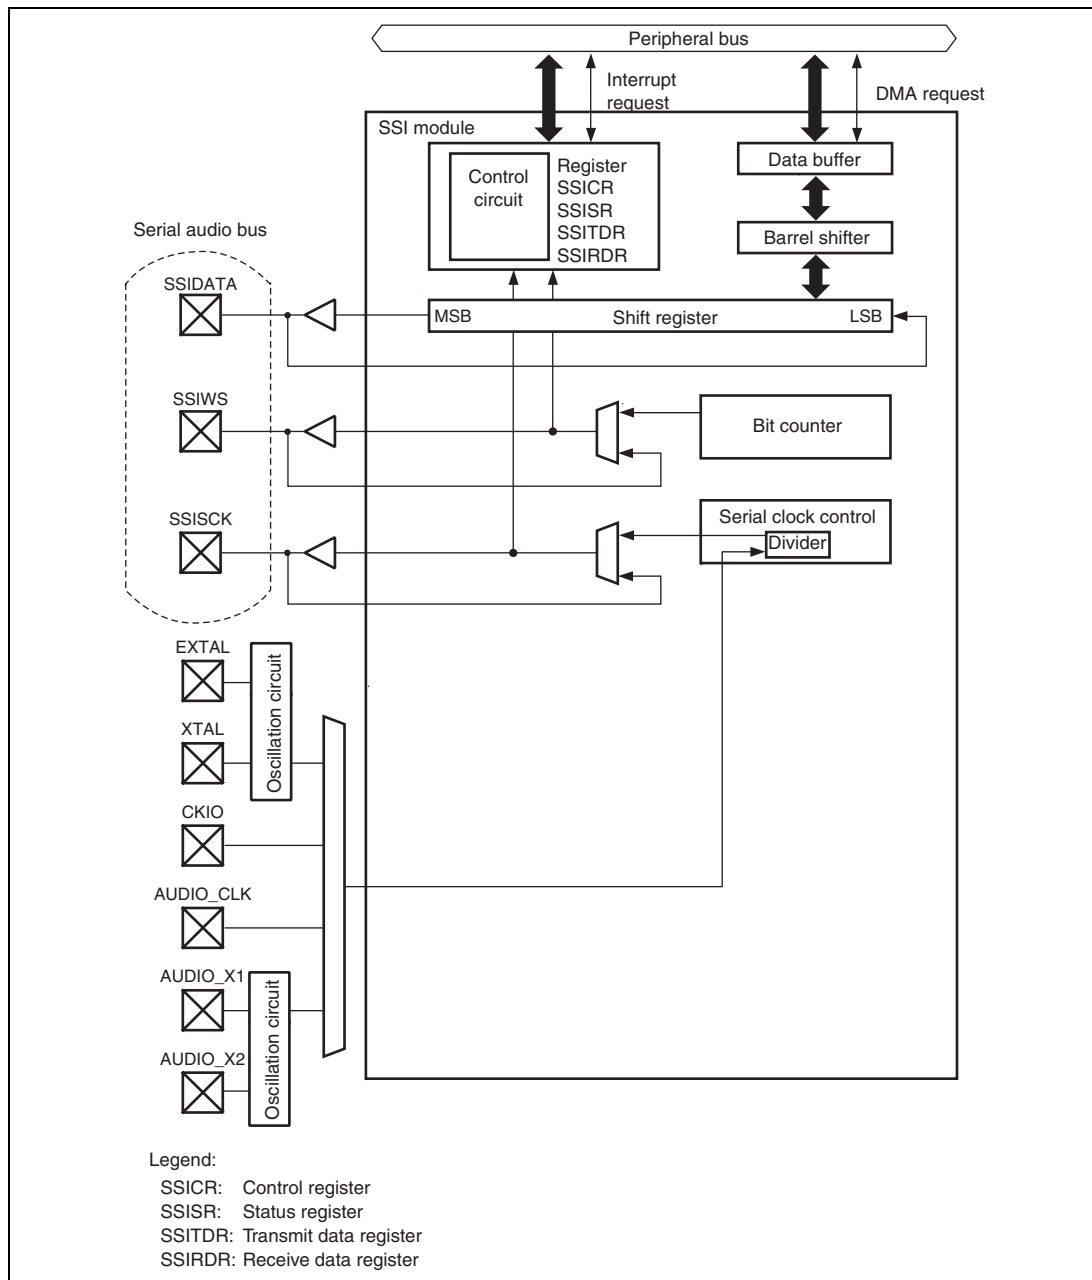 Peripheral bus
Interrupt
request
DMA request
SSI module
Control
circuit
Register
SSICR
SSISR
SSITDR
SSIRDR
Data buffer
Barrel shifter
Serial audio bus
SSIDATA
MSB
Shift register
LSB
SSIWS
Bit counter
SSISCK
Serial clock control
Divider
EXTAL
XTAL
Oscillation circuit
CKIO
AUDIO_CLK
AUDIO_X1
AUDIO_X2
Oscillation circuit
Legend:
SSICR: Control register
SSISR: Status register
SSITDR: Transmit data register
SSIRDR: Receive data register